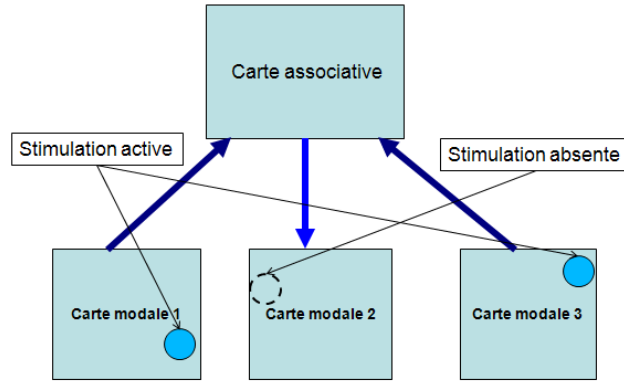 Carte associative
Stimulation active
Stimulation absente
Carte modale 1
Carte modale 2
Carte modale 3